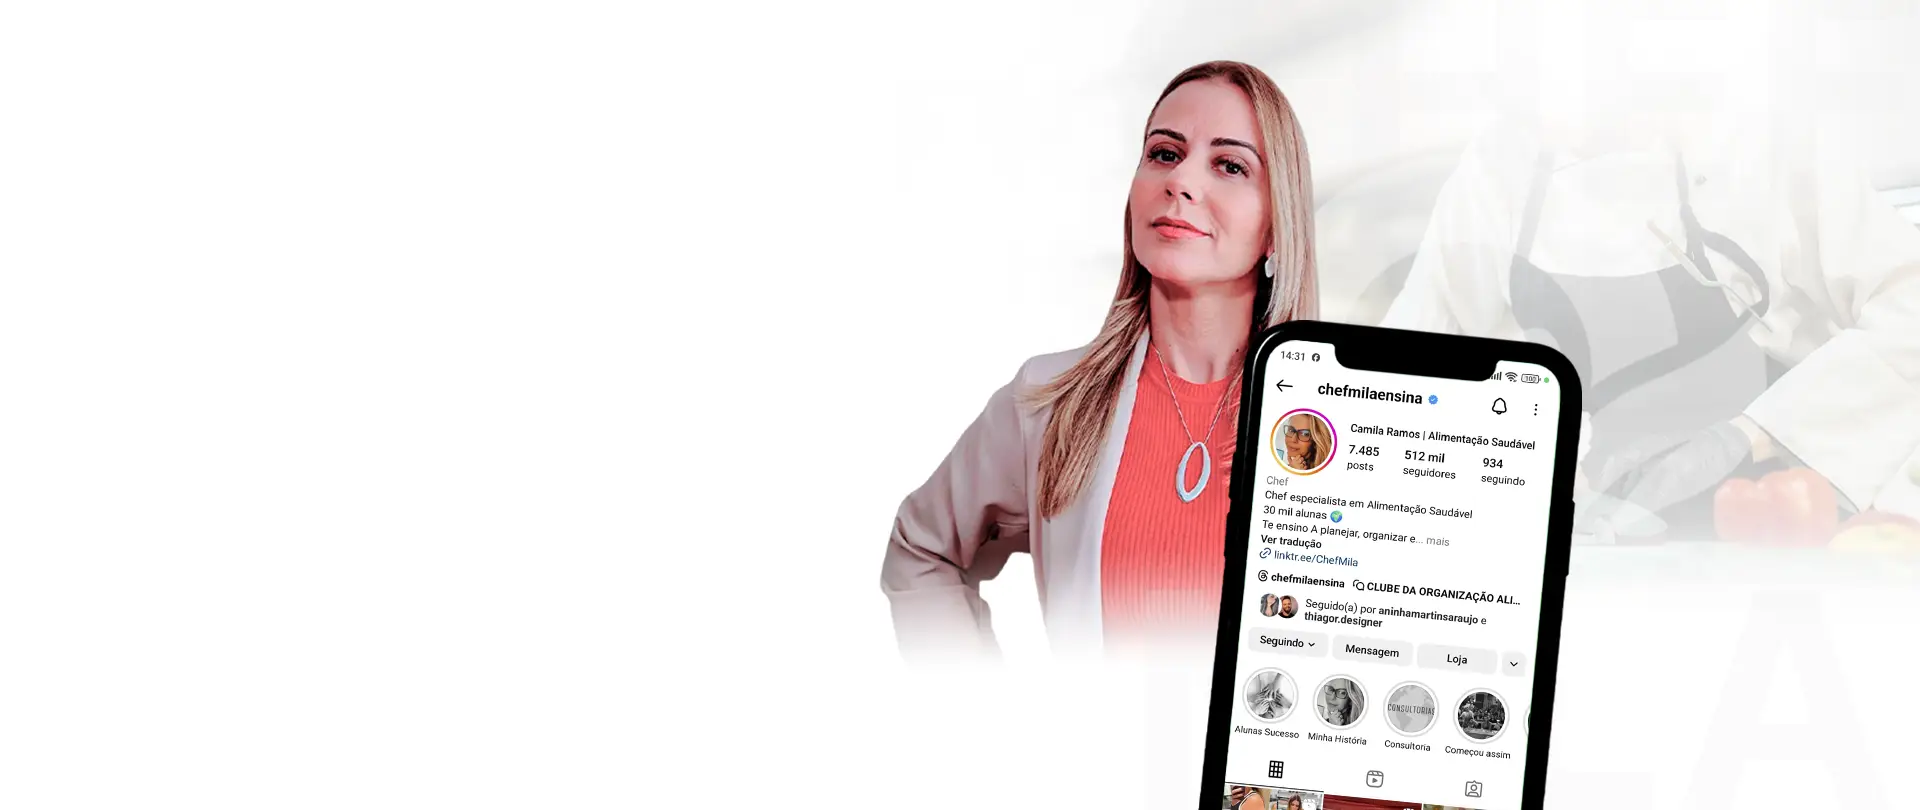 14:31
100
chefmilaensina
Camila Ramos | Alimentação Saudável
7.485 512 mil 934
posts seguidores seguindo
Chef
Chef especialista em Alimentação Saudável
30 mil alunas 🌍
Te ensino A planejar, organizar e... mais
Ver tradução
linktr.ee/ChefMila
chefmilaensina CLUBE DA ORGANIZAÇÃO ALI...
Seguido(a) por aninhamartinsaraujo e
thiagor.designer
Seguindo Mensagem Loja
CONSULTORIAS
Alunas Sucesso Minha História Consultoria Começou assim